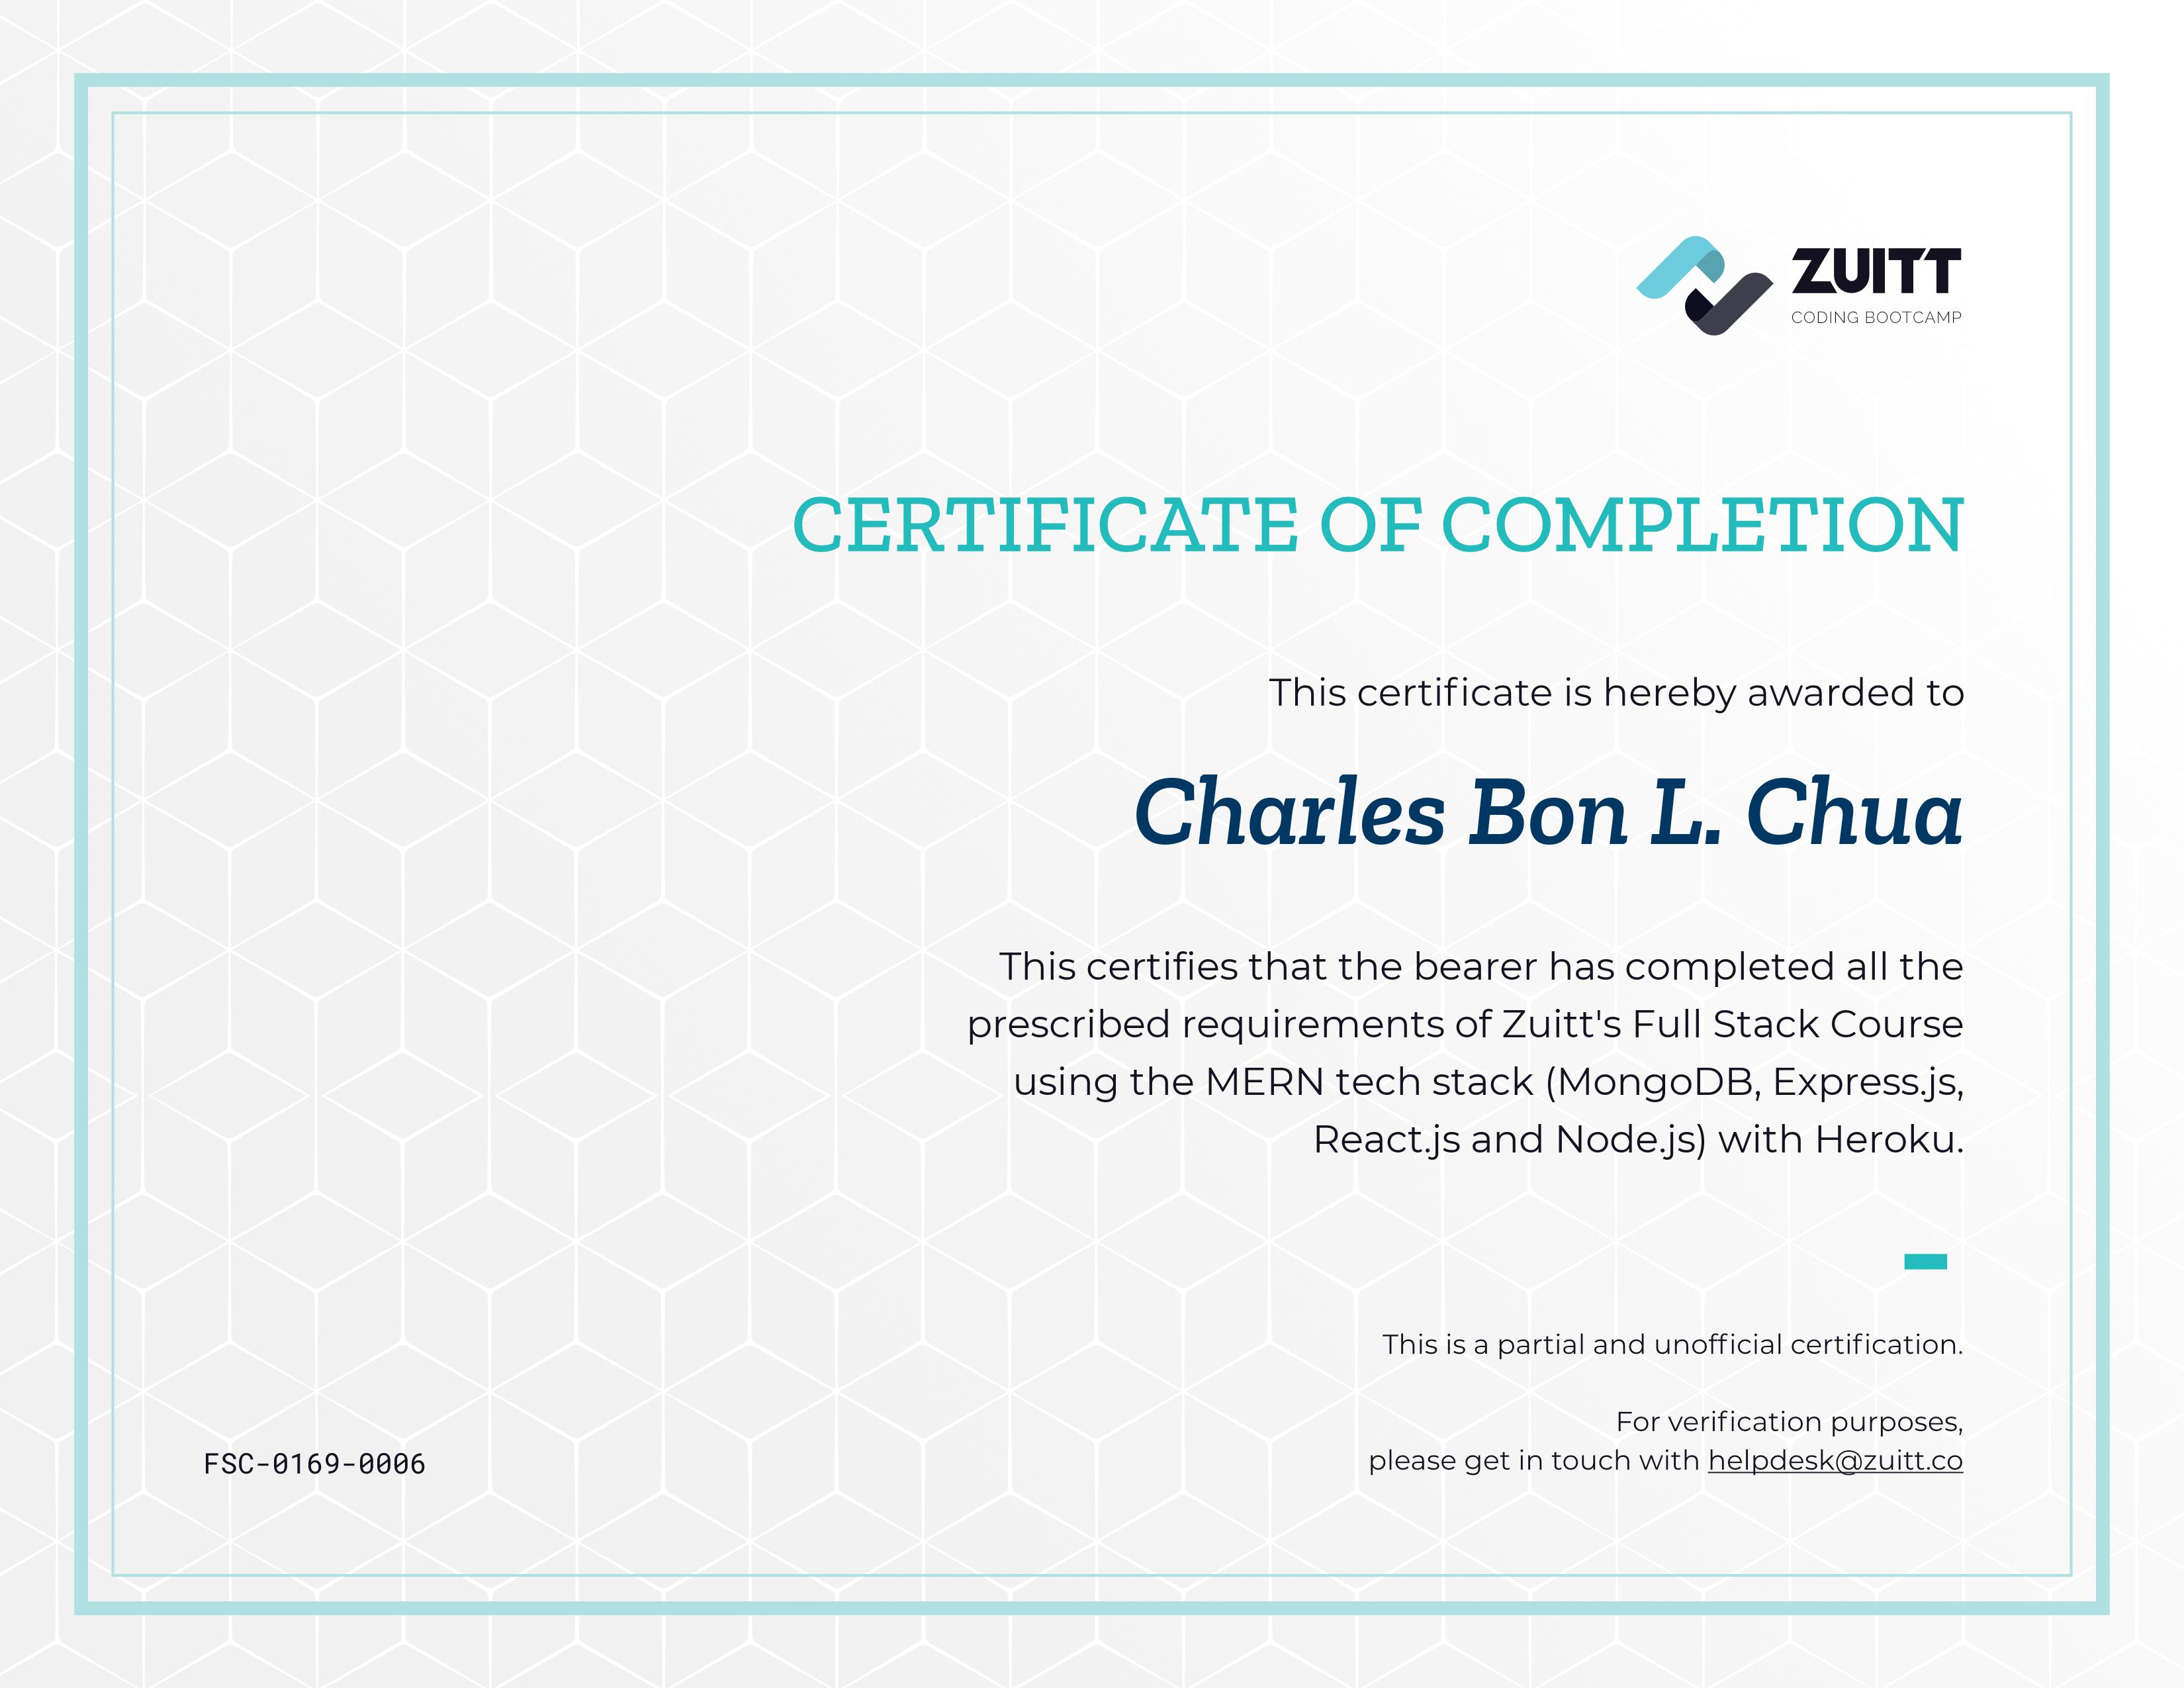 ZUITT
CODING BOOTCAMP
CERTIFICATE OF COMPLETION
This certificate is hereby awarded to
Charles Bon L. Chua
This certifies that the bearer has completed all the
prescribed requirements of Zuitt's Full Stack Course
using the MERN tech stack (MongoDB, Express.js,
React.js and Node.js) with Heroku.
This is a partial and unofficial certification.
For verification purposes,
please get in touch with helpdesk@zuitt.co
FSC-0169-0006